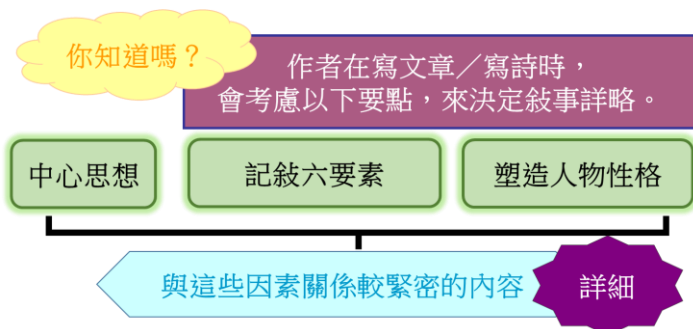 你知道嗎？
作者在寫文章／寫詩時，
會考慮以下要點，來決定敍事詳略。
中心思想
記敍六要素
塑造人物性格
與這些因素關係較緊密的內容
詳細